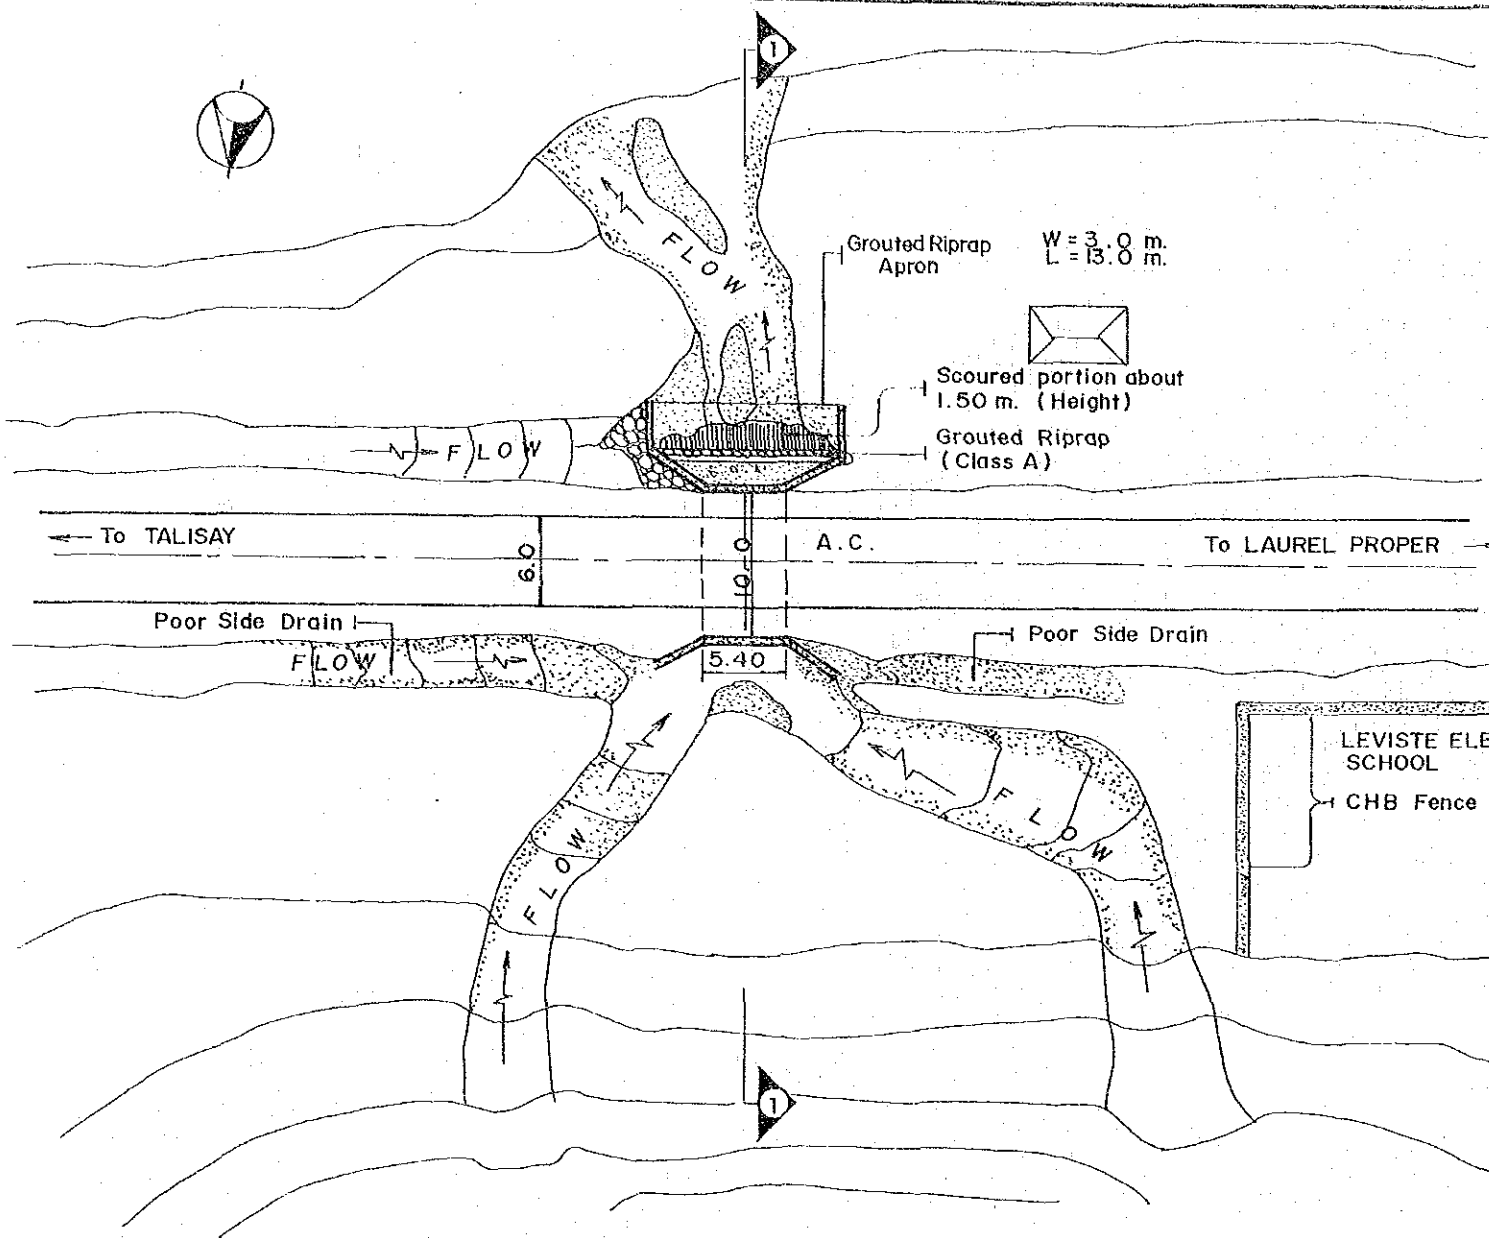 1
FLOW
Grouted Riprap
Apron
W = 3.0 m.
L = 13.0 m.
Scoured portion about
1.50 m. (Height)
Grouted Riprap
(Class A)
FLOW
To TALISAY
6.0
10.0
A.C.
To LAUREL PROPER
Poor Side Drain
FLOW
5.40
Poor Side Drain
LEVISTE ELE
SCHOOL
CHB Fence
FLOW
FLOW
1